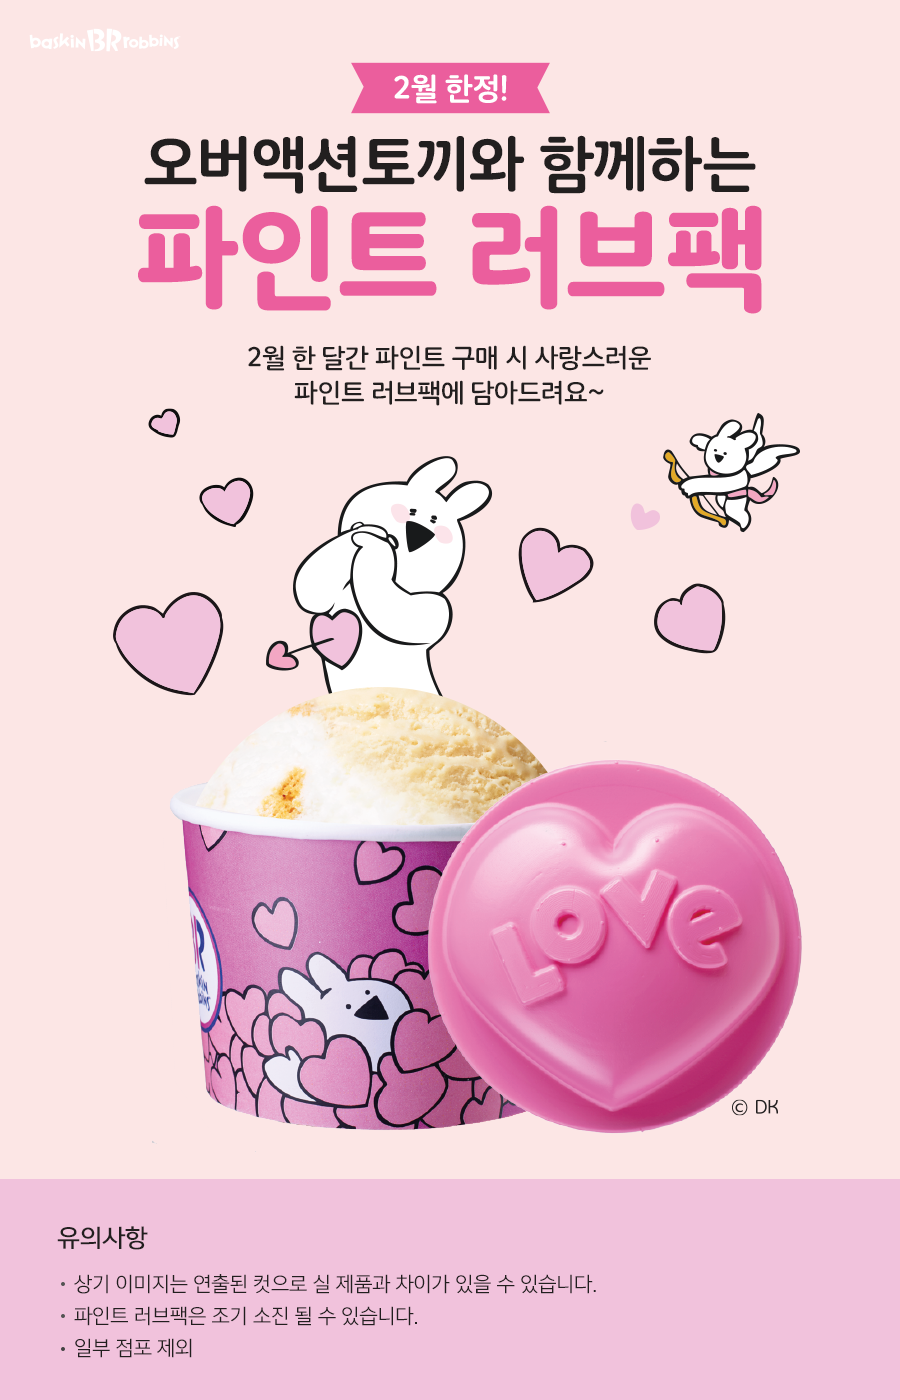 baskin BR robbins
2월 한정!
오버액션토끼와 함께하는
파인트 러브팩
2월 한 달간 파인트 구매 시 사랑스러운
파인트 러브팩에 담아드려요~
LOVe
© DK
유의사항
• 상기 이미지는 연출된 컷으로 실 제품과 차이가 있을 수 있습니다.
• 파인트 러브팩은 조기 소진 될 수 있습니다.
• 일부 점포 제외